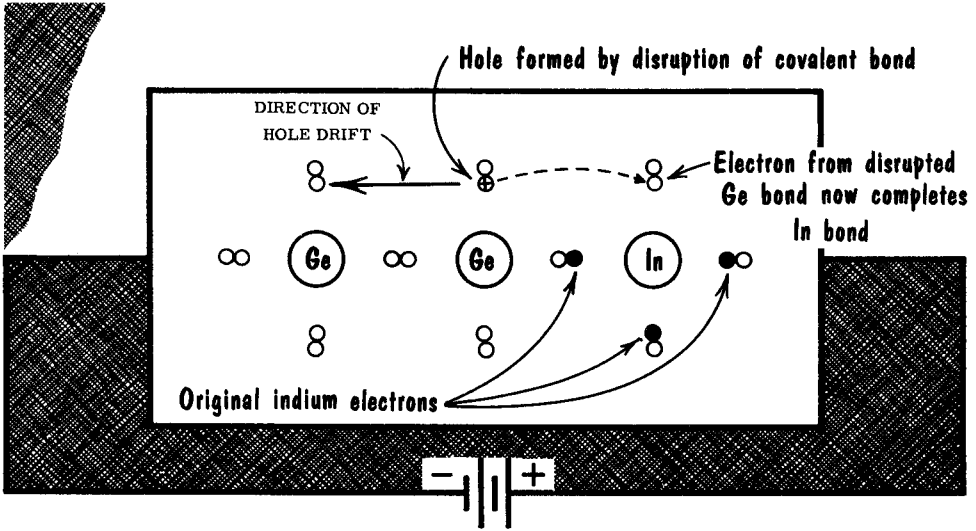 Hole formed by disruption of covalent bond
DIRECTION OF
HOLE DRIFT
Electron from disrupted
Ge bond now completes
In bond
Ge
Ge
In
Original indium electrons
− +